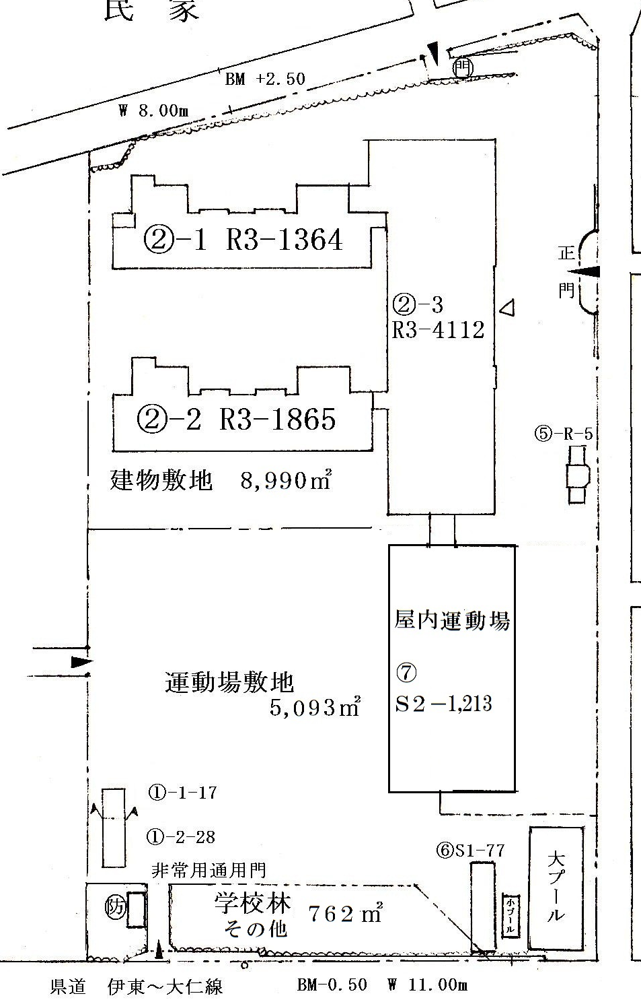 民　家
BM +2.50
W 8.00m
門
②-1 R3-1364
正
門
②-3
R3-4112
②-2 R3-1865
⑤-R-5
建物敷地　8,990㎡
屋内運動場
⑦
S2－1,213
運動場敷地
5,093㎡
①-1-17
①-2-28
⑥S1-77
非常用通用門
大プール
小プール
防
学校林
その他
762㎡
県道　伊東～大仁線
BM-0.50　W 11.00m